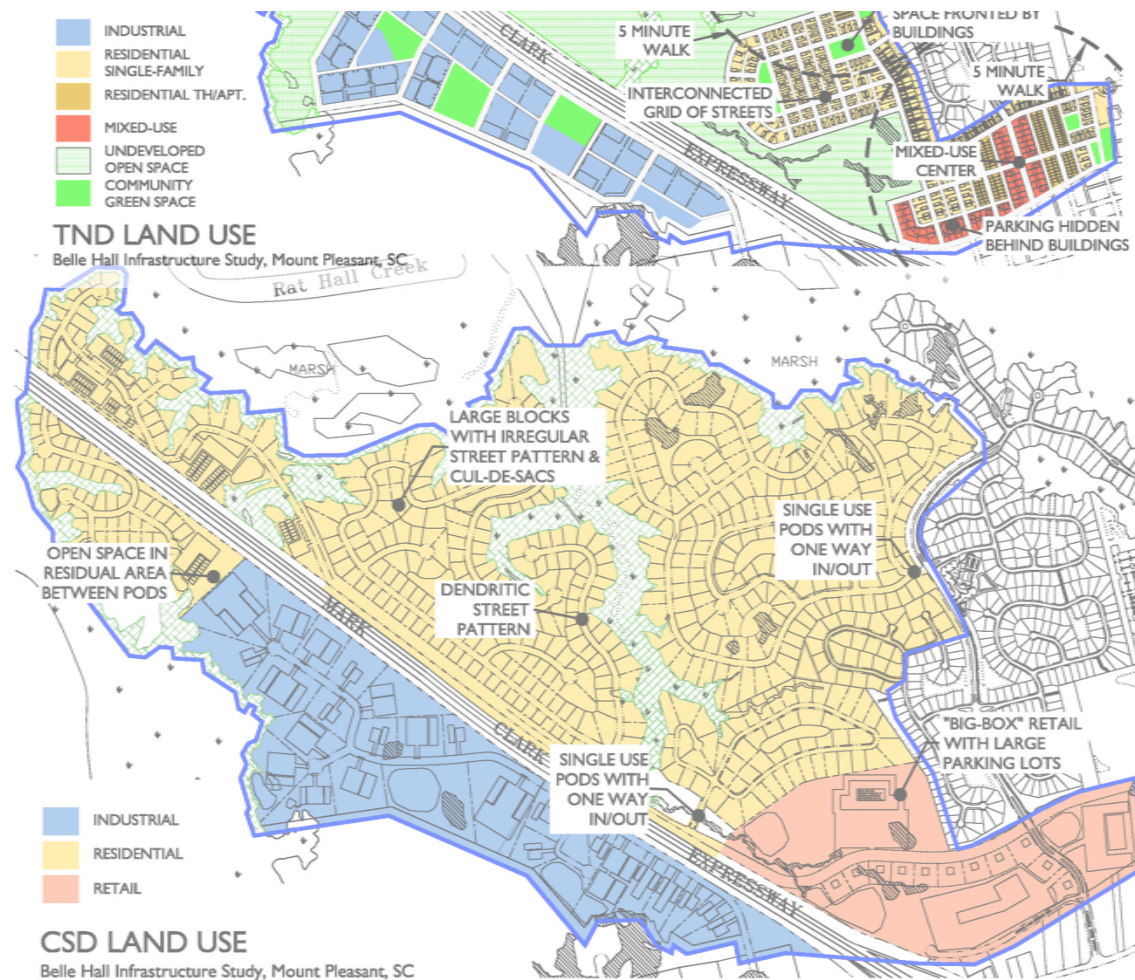 INDUSTRIAL
RESIDENTIAL
SINGLE-FAMILY
RESIDENTIAL TH/APT.
MIXED-USE
UNDEVELOPED
OPEN SPACE
COMMUNITY
GREEN SPACE
TND LAND USE
Belle Hall Infrastructure Study, Mount Pleasant, SC
CLARK
EXPRESSWAY
5 MINUTE
WALK
SPACE FRONTED BY
BUILDINGS
INTERCONNECTED
GRID OF STREETS
5 MINUTE
WALK
MIXED-USE
CENTER
PARKING HIDDEN
BEHIND BUILDINGS
Rat Hall Creek
MARSH
MARSH
LARGE BLOCKS
WITH IRREGULAR
STREET PATTERN &
CUL-DE-SACS
SINGLE USE
PODS WITH
ONE WAY
IN/OUT
OPEN SPACE IN
RESIDUAL AREA
BETWEEN PODS
DENDRITIC
STREET
PATTERN
MARK
CLARK
EXPRESSWAY
"BIG-BOX" RETAIL
WITH LARGE
PARKING LOTS
SINGLE USE
PODS WITH
ONE WAY
IN/OUT
INDUSTRIAL
RESIDENTIAL
RETAIL
CSD LAND USE
Belle Hall Infrastructure Study, Mount Pleasant, SC